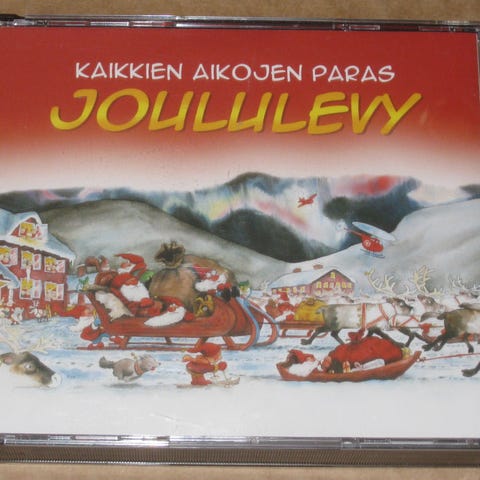 KAIKKIEN AIKOJEN PARAS
JOULULEVY